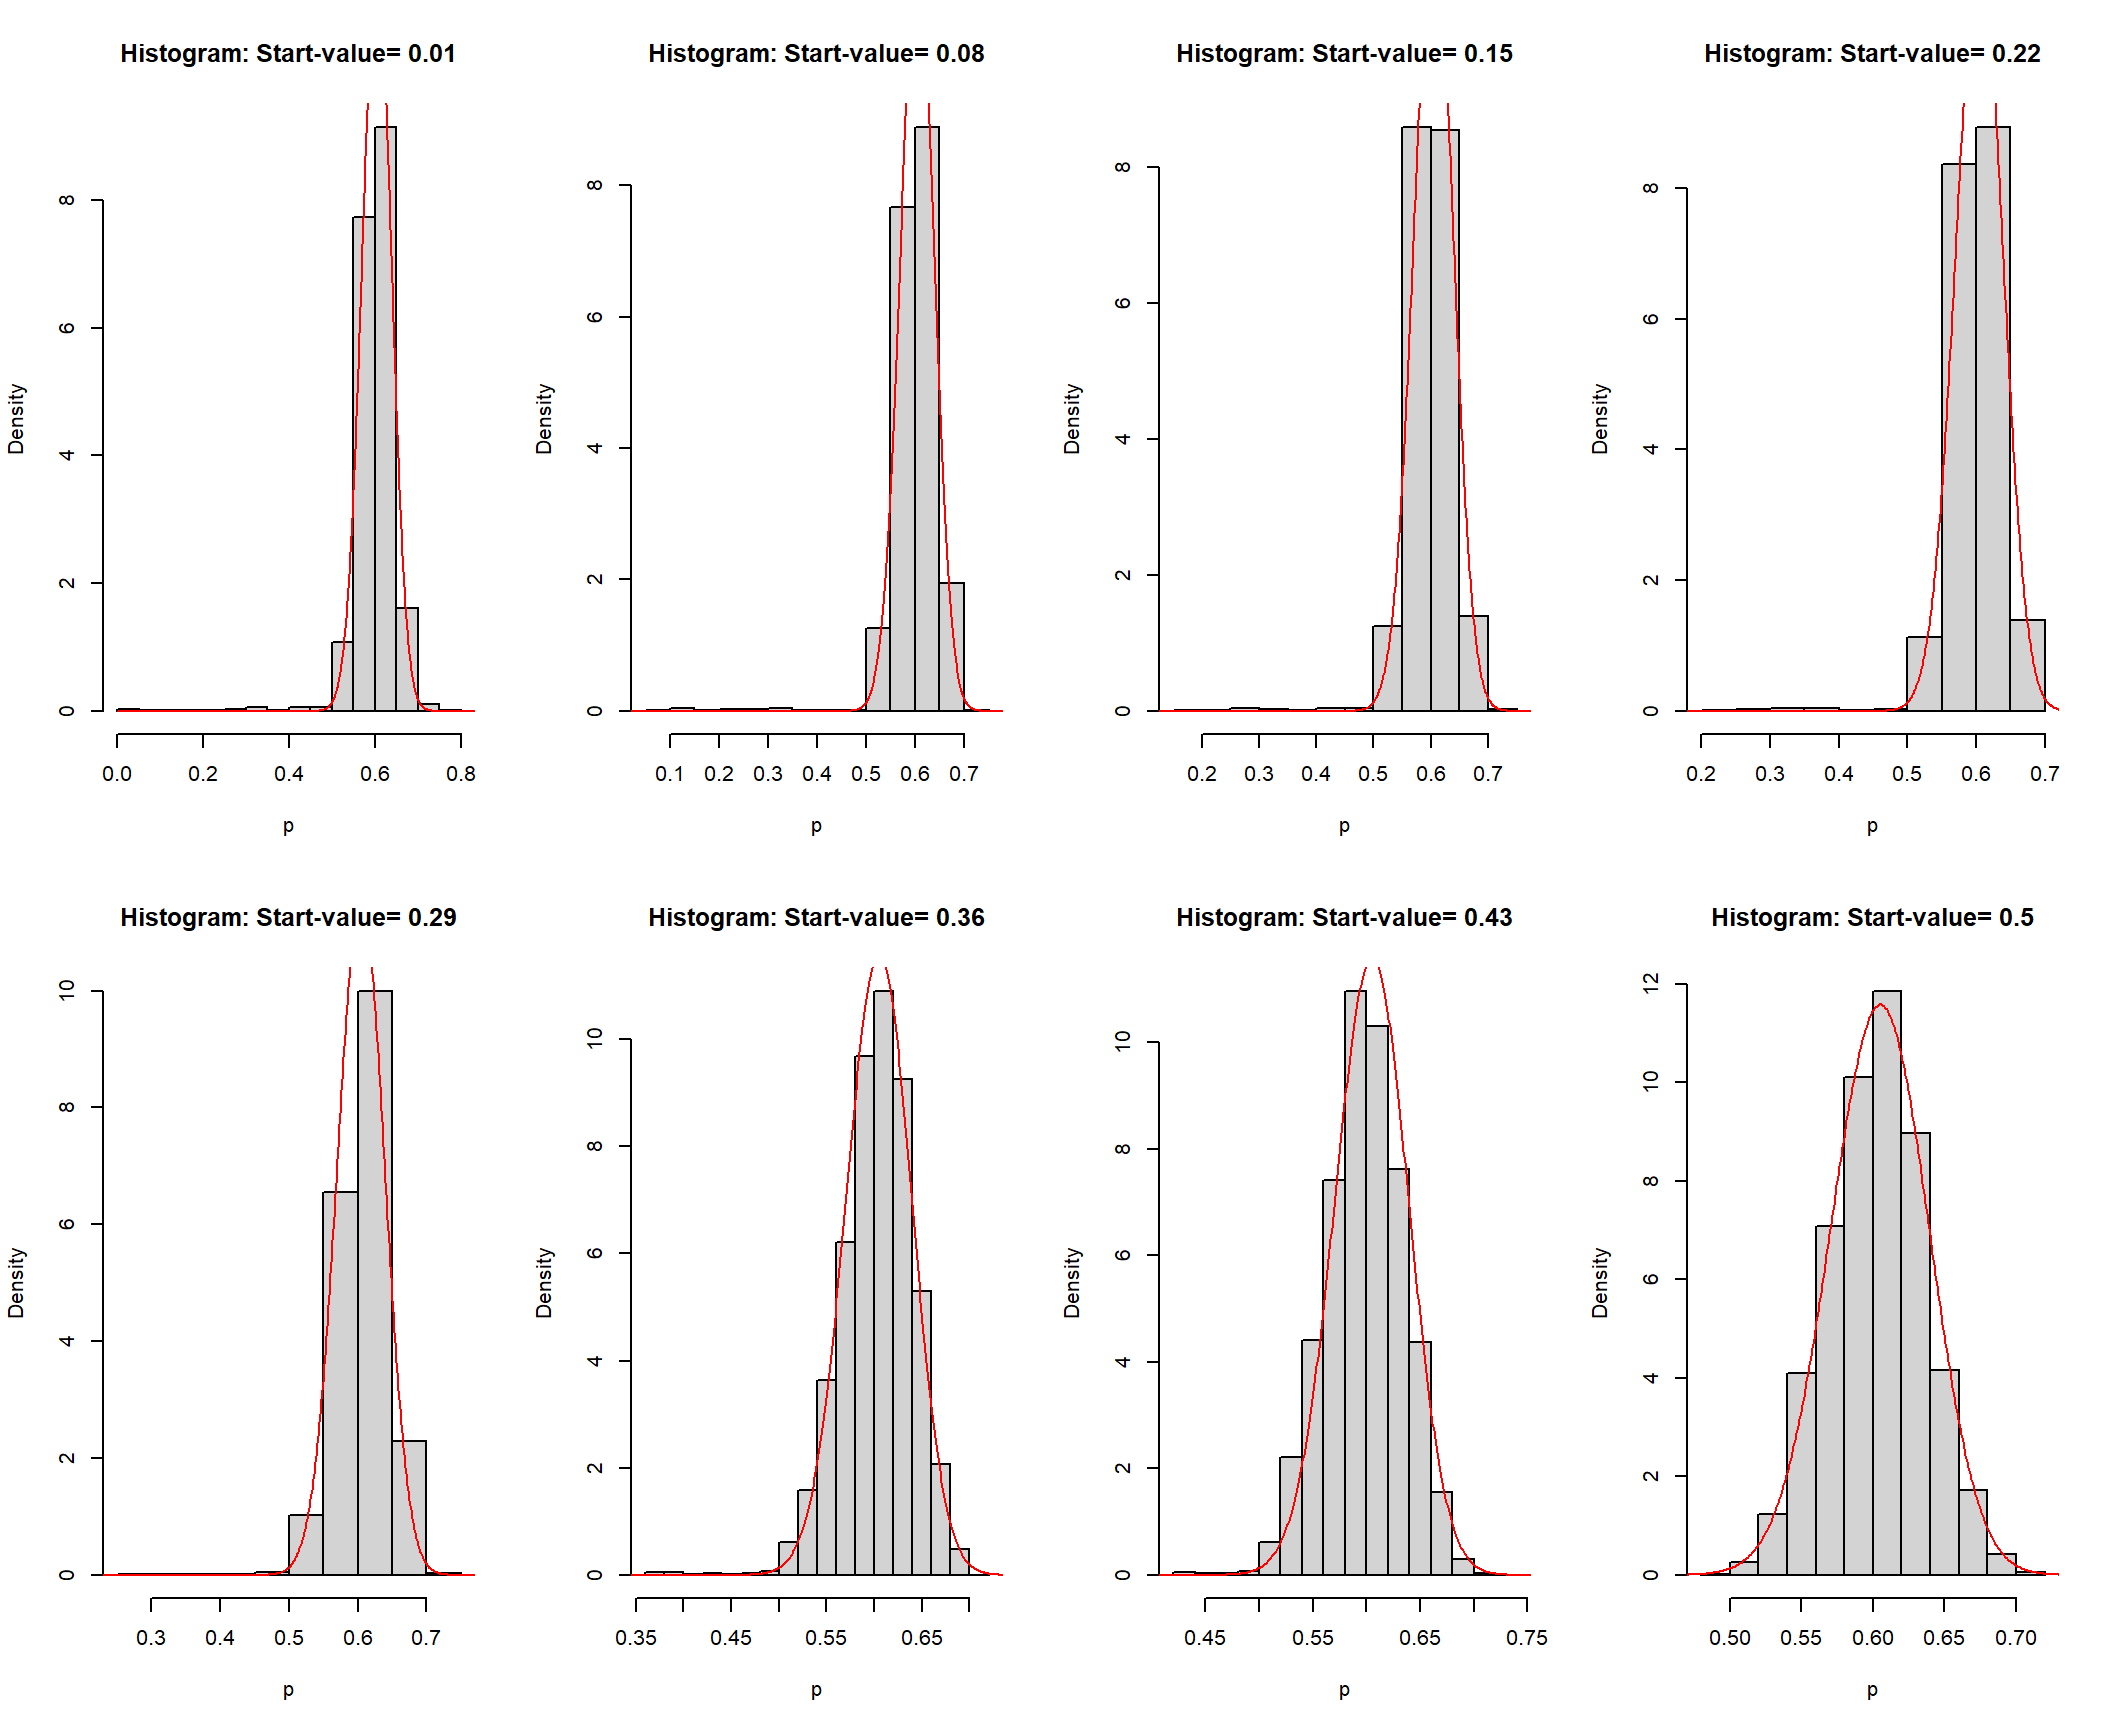 Histogram: Start-value= 0.01
Density
0 2 4 6 8
0.0 0.2 0.4 0.6 0.8
p
Histogram: Start-value= 0.08
Density
0 2 4 6 8
0.1 0.2 0.3 0.4 0.5 0.6 0.7
p
Histogram: Start-value= 0.15
Density
0 2 4 6 8
0.2 0.3 0.4 0.5 0.6 0.7
p
Histogram: Start-value= 0.22
Density
0 2 4 6 8
0.2 0.3 0.4 0.5 0.6 0.7
p
Histogram: Start-value= 0.29
Density
0 2 4 6 8 10
0.3 0.4 0.5 0.6 0.7
p
Histogram: Start-value= 0.36
Density
0 2 4 6 8 10
0.35 0.45 0.55 0.65
p
Histogram: Start-value= 0.43
Density
0 2 4 6 8 10
0.45 0.55 0.65 0.75
p
Histogram: Start-value= 0.5
Density
0 2 4 6 8 10 12
0.50 0.55 0.60 0.65 0.70
p